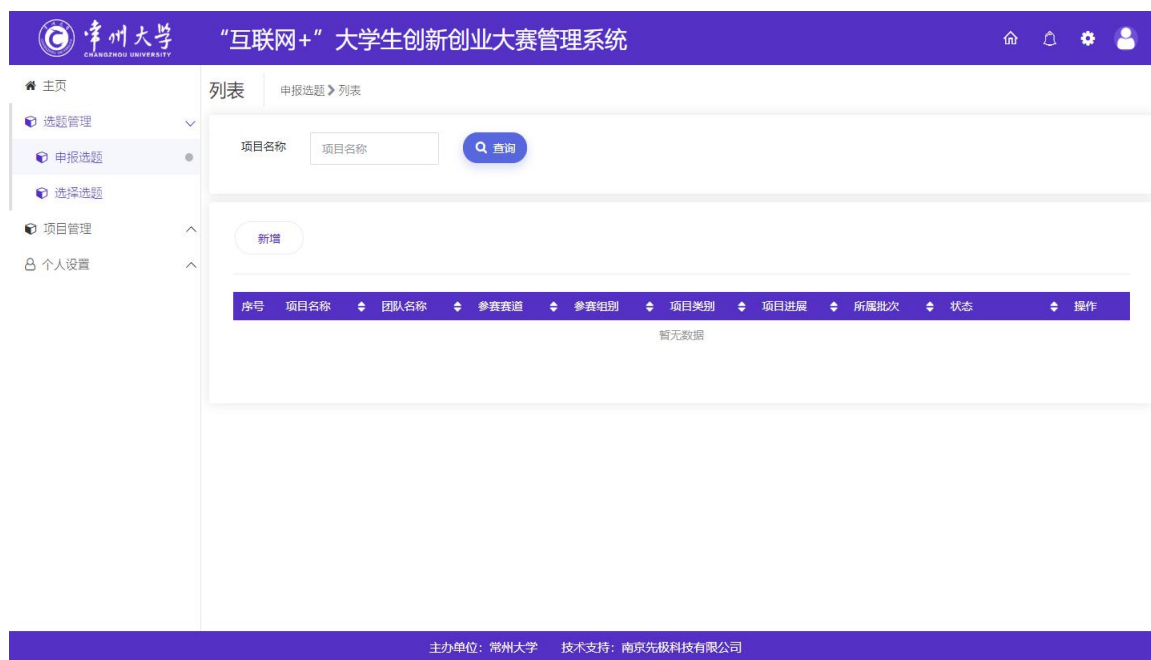 常州大学
CHANGZHOU UNIVERSITY
“互联网+”大学生创新创业大赛管理系统
主页
选题管理
申报选题
选择选题
项目管理
个人设置
列表 申报选题 列表
项目名称 项目名称 查询
新增
序号 项目名称 团队名称 参赛赛道 参赛组别 项目类别 项目进展 所属批次 状态 操作
暂无数据
主办单位：常州大学 技术支持：南京先极科技有限公司